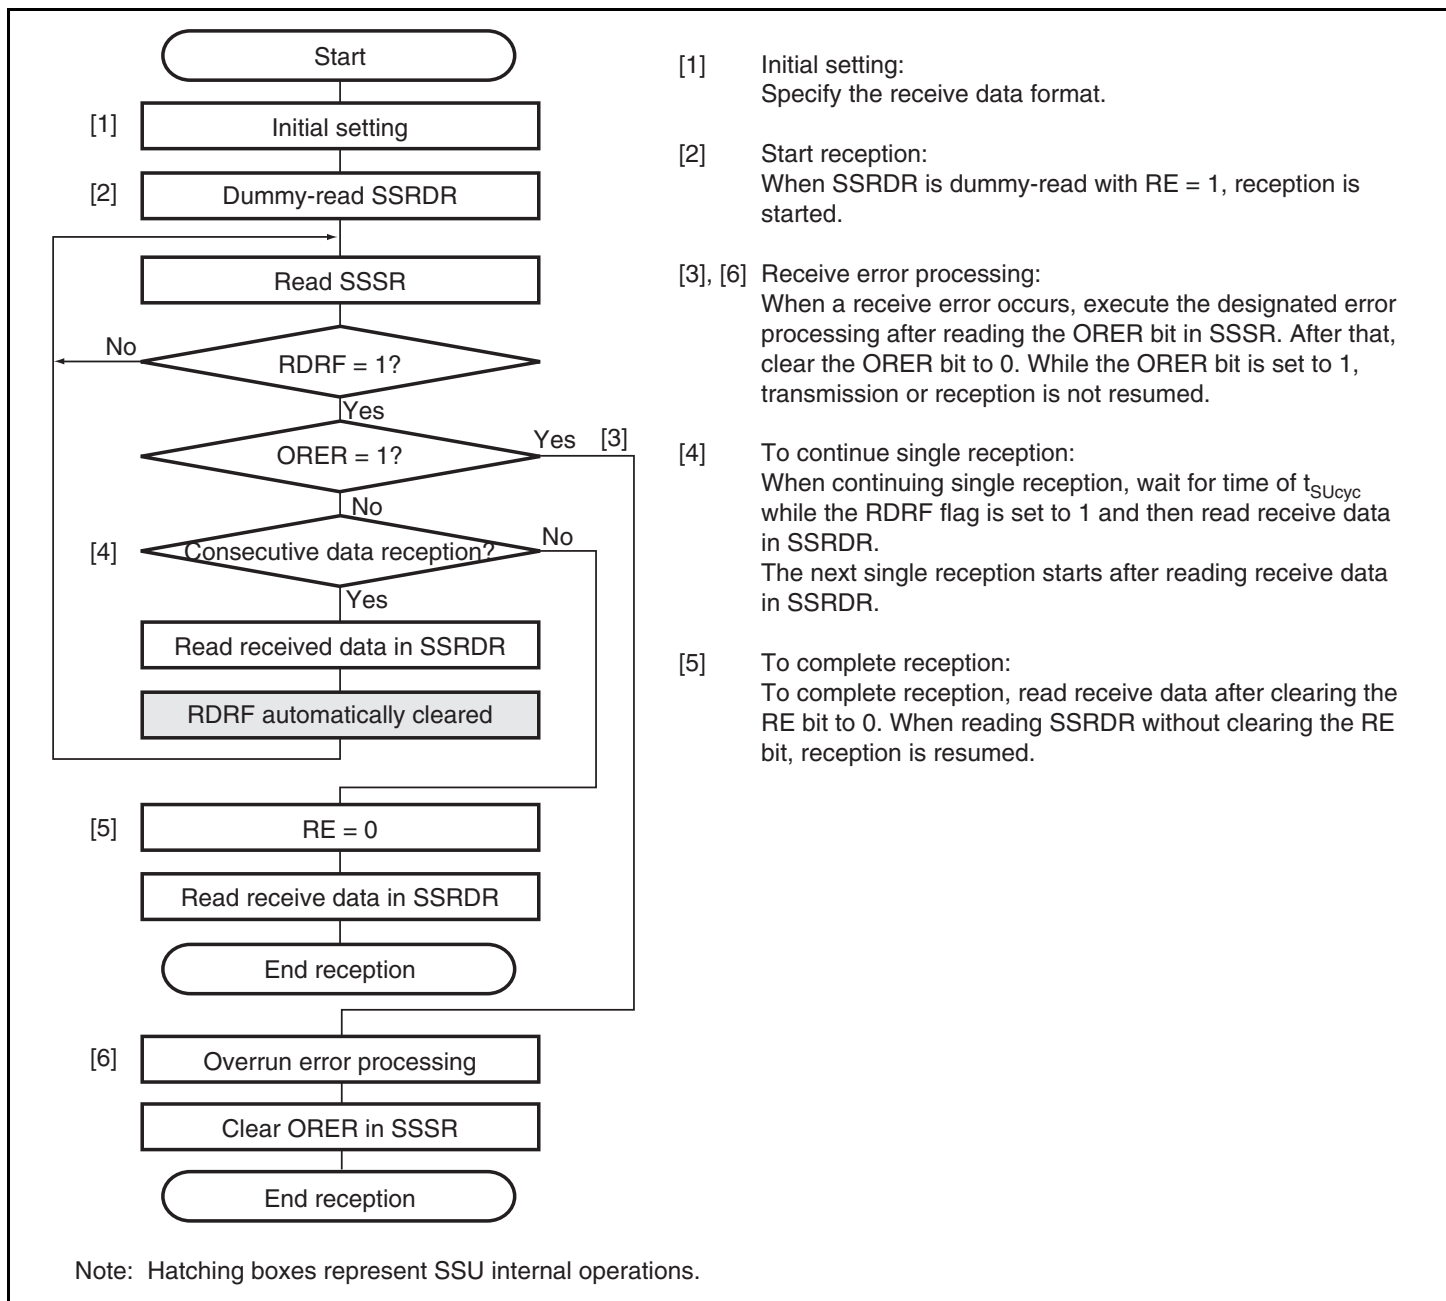 Start
[1] Initial setting
[2] Dummy-read SSRDR
Read SSSR
No
RDRF = 1?
Yes
ORER = 1?
Yes [3]
No
[4] Consecutive data reception?
No
Yes
Read received data in SSRDR
RDRF automatically cleared
[5] RE = 0
Read receive data in SSRDR
End reception
[6] Overrun error processing
Clear ORER in SSSR
End reception
[1] Initial setting:
Specify the receive data format.
[2] Start reception:
When SSRDR is dummy-read with RE = 1, reception is
started.
[3], [6] Receive error processing:
When a receive error occurs, execute the designated error
processing after reading the ORER bit in SSSR. After that,
clear the ORER bit to 0. While the ORER bit is set to 1,
transmission or reception is not resumed.
[4] To continue single reception:
When continuing single reception, wait for time of tSUcyc
while the RDRF flag is set to 1 and then read receive data
in SSRDR.
The next single reception starts after reading receive data
in SSRDR.
[5] To complete reception:
To complete reception, read receive data after clearing the
RE bit to 0. When reading SSRDR without clearing the RE
bit, reception is resumed.
Note: Hatching boxes represent SSU internal operations.